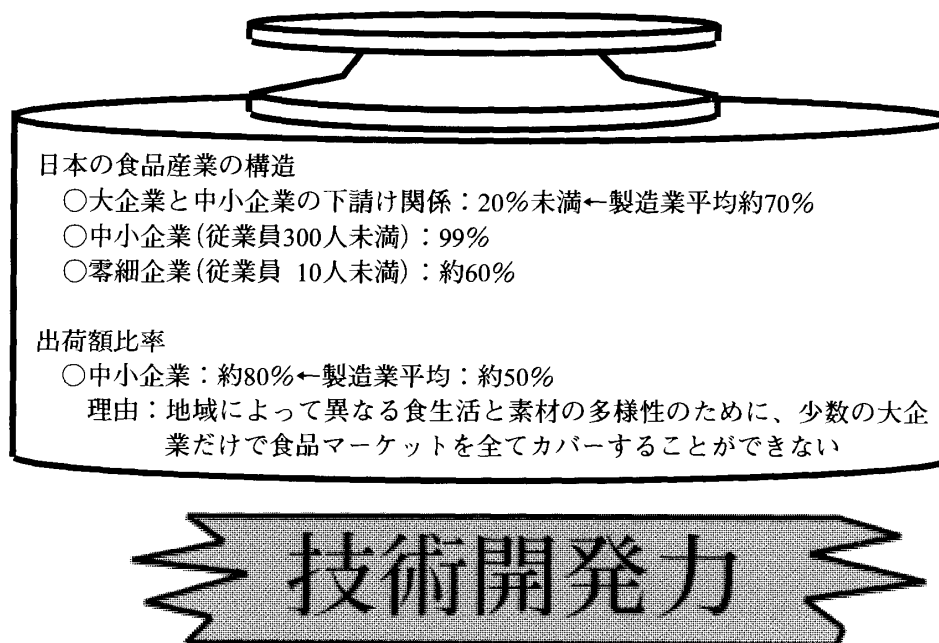 日本の食品産業の構造
○大企業と中小企業の下請け関係：20％未満←製造業平均約70％
○中小企業（従業員300人未満）：99％
○零細企業（従業員 10人未満）：約60％
出荷額比率
○中小企業：約80％←製造業平均：約50％
理由：地域によって異なる食生活と素材の多様性のために、少数の大企
業だけで食品マーケットを全てカバーすることができない
技術開発力